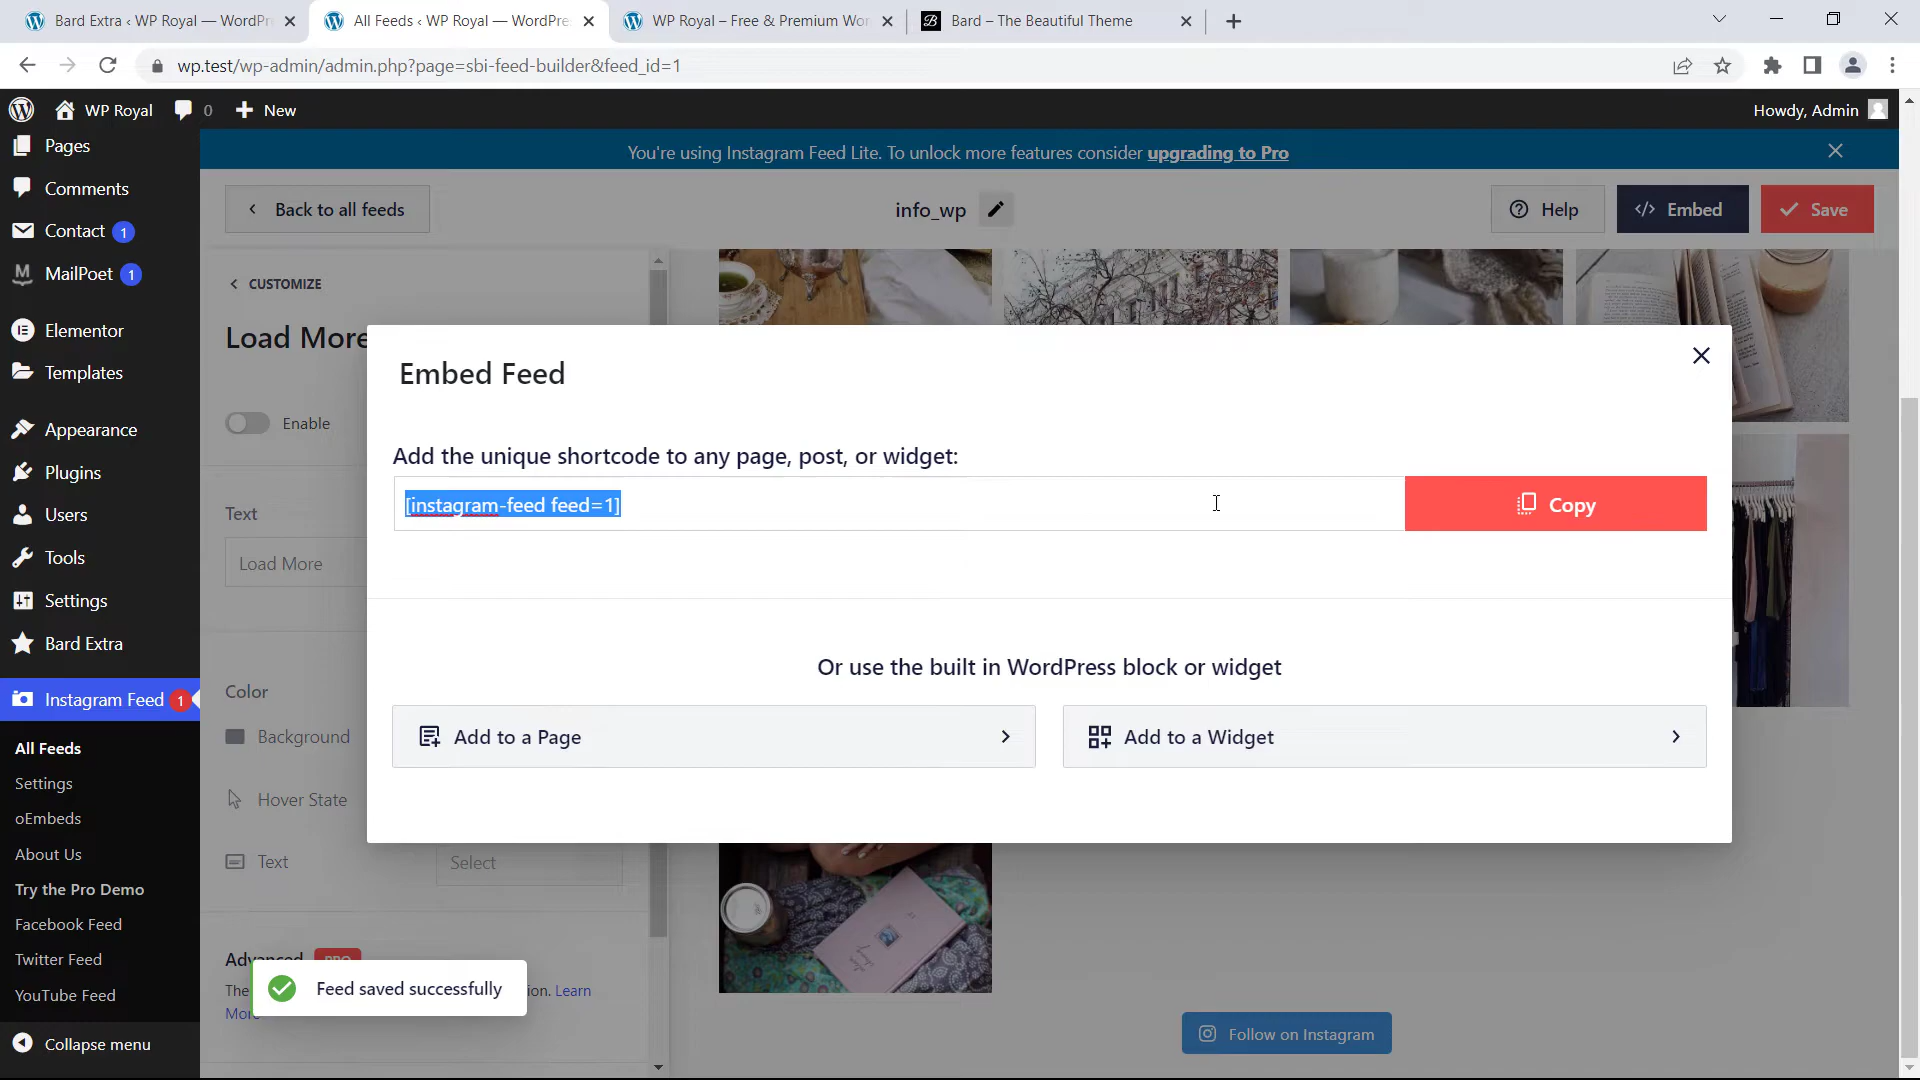 Bard Extra ‹ WP Royal — WordPre
All Feeds ‹ WP Royal — WordPre
WP Royal – Free & Premium Wor
Bard – The Beautiful Theme
wp.test/wp-admin/admin.php?page=sbi-feed-builder&feed_id=1
WP Royal
0
New
Howdy, Admin
Pages
Comments
Contact 1
MailPoet 1
Elementor
Templates
Appearance
Plugins
Users
Tools
Settings
Bard Extra
Instagram Feed 1
All Feeds
Settings
oEmbeds
About Us
Try the Pro Demo
Facebook Feed
Twitter Feed
YouTube Feed
Collapse menu
You're using Instagram Feed Lite. To unlock more features consider upgrading to Pro
Back to all feeds
info_wp
Help
Embed
Save
CUSTOMIZE
Load More
Enable
Text
Load More
Color
Background
Hover State
Text
Select
Advanced PRO
The
ion. Learn
More
Embed Feed
Add the unique shortcode to any page, post, or widget:
[instagram-feed feed=1]
Copy
Or use the built in WordPress block or widget
Add to a Page
Add to a Widget
Feed saved successfully
Follow on Instagram